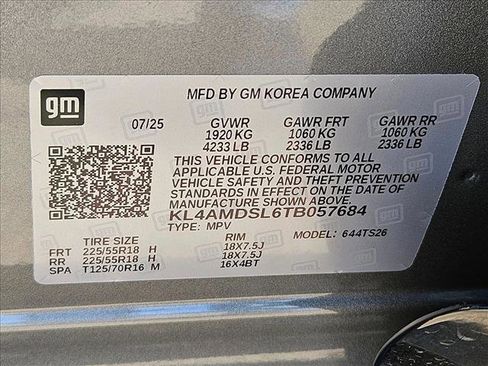 gm
MFD BY GM KOREA COMPANY
07/25 GVWR GAWR FRT GAWR RR
1920 KG 1060 KG 1060 KG
4233 LB 2336 LB 2336 LB
THIS VEHICLE CONFORMS TO ALL
APPLICABLE U.S. FEDERAL MOTOR
VEHICLE SAFETY AND THEFT PREVENTION
STANDARDS IN EFFECT ON THE DATE OF
MANUFACTURE SHOWN ABOVE.
KL4AMDSL6TB057684
TYPE: MPV MODEL: 644TS26
TIRE SIZE RIM
FRT 225/55R18 H 18X7.5J
RR 225/55R18 H 18X7.5J
SPA T125/70R16 M 16X4BT